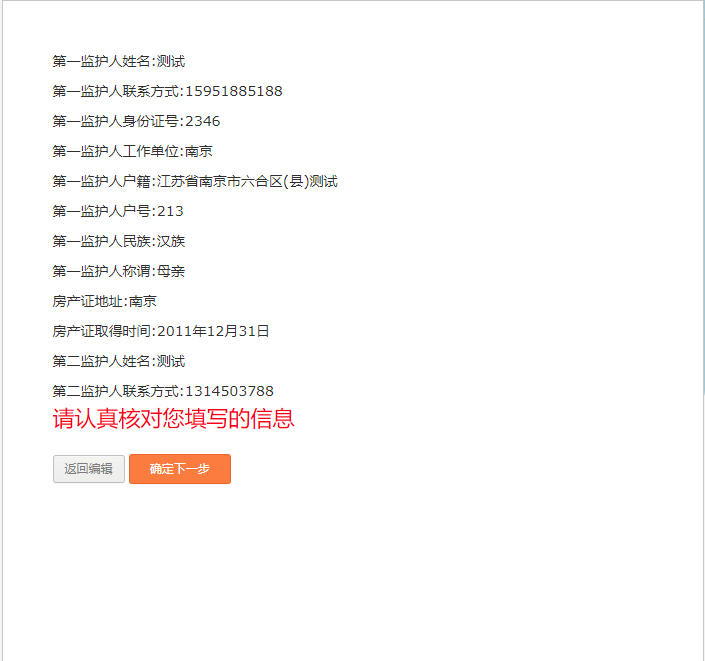 第一监护人姓名:测试
第一监护人联系方式:15951885188
第一监护人身份证号:2346
第一监护人工作单位:南京
第一监护人户籍:江苏省南京市六合区(县)测试
第一监护人户号:213
第一监护人民族:汉族
第一监护人称谓:母亲
房产证地址:南京
房产证取得时间:2011年12月31日
第二监护人姓名:测试
第二监护人联系方式:1314503788
请认真核对您填写的信息
返回编辑 确定下一步